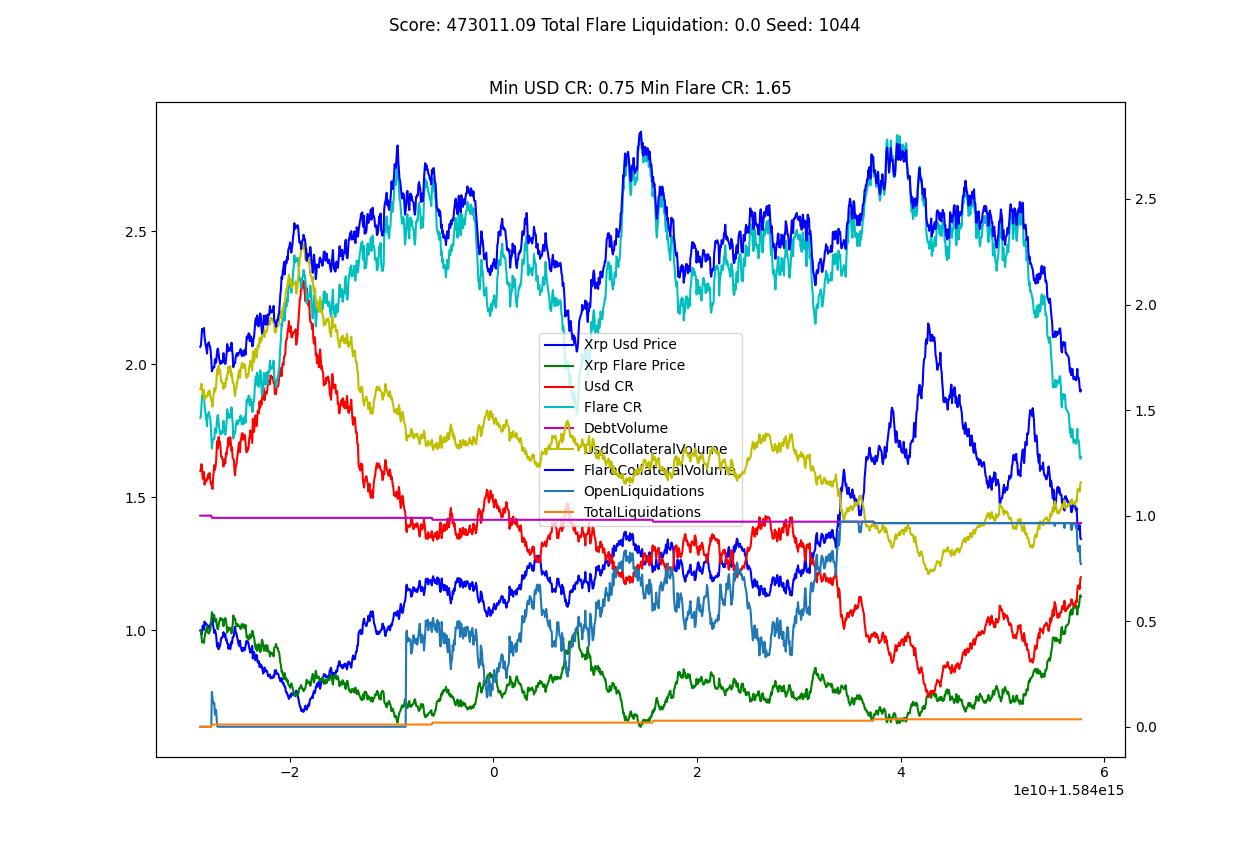 Score: 473011.09 Total Flare Liquidation: 0.0 Seed: 1044
Min USD CR: 0.75 Min Flare CR: 1.65
2.5
2.0
1.5
1.0
2.5
2.0
1.5
1.0
0.5
0.0
Xrp Usd Price
Xrp Flare Price
Usd CR
Flare CR
DebtVolume
UsdCollateralVolume
FlareCollateralVolume
OpenLiquidations
TotalLiquidations
−2
0
2
4
6
1e10+1.584e15